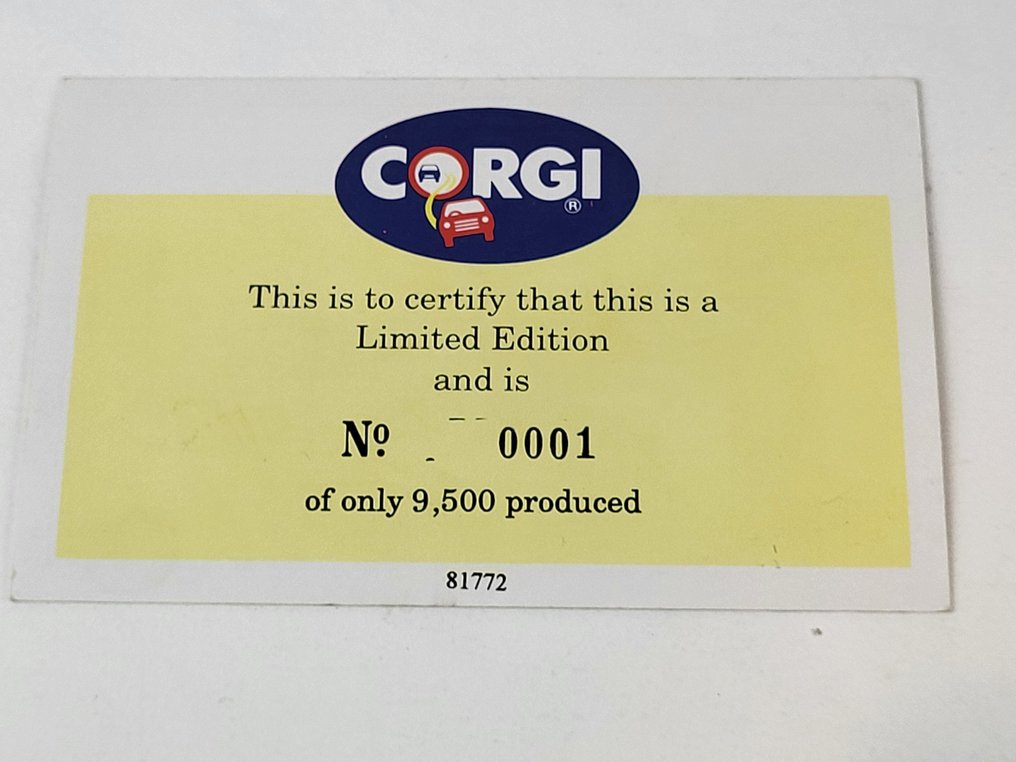 CORGI
®
This is to certify that this is a
Limited Edition
and is
Nº 0001
of only 9,500 produced
81772